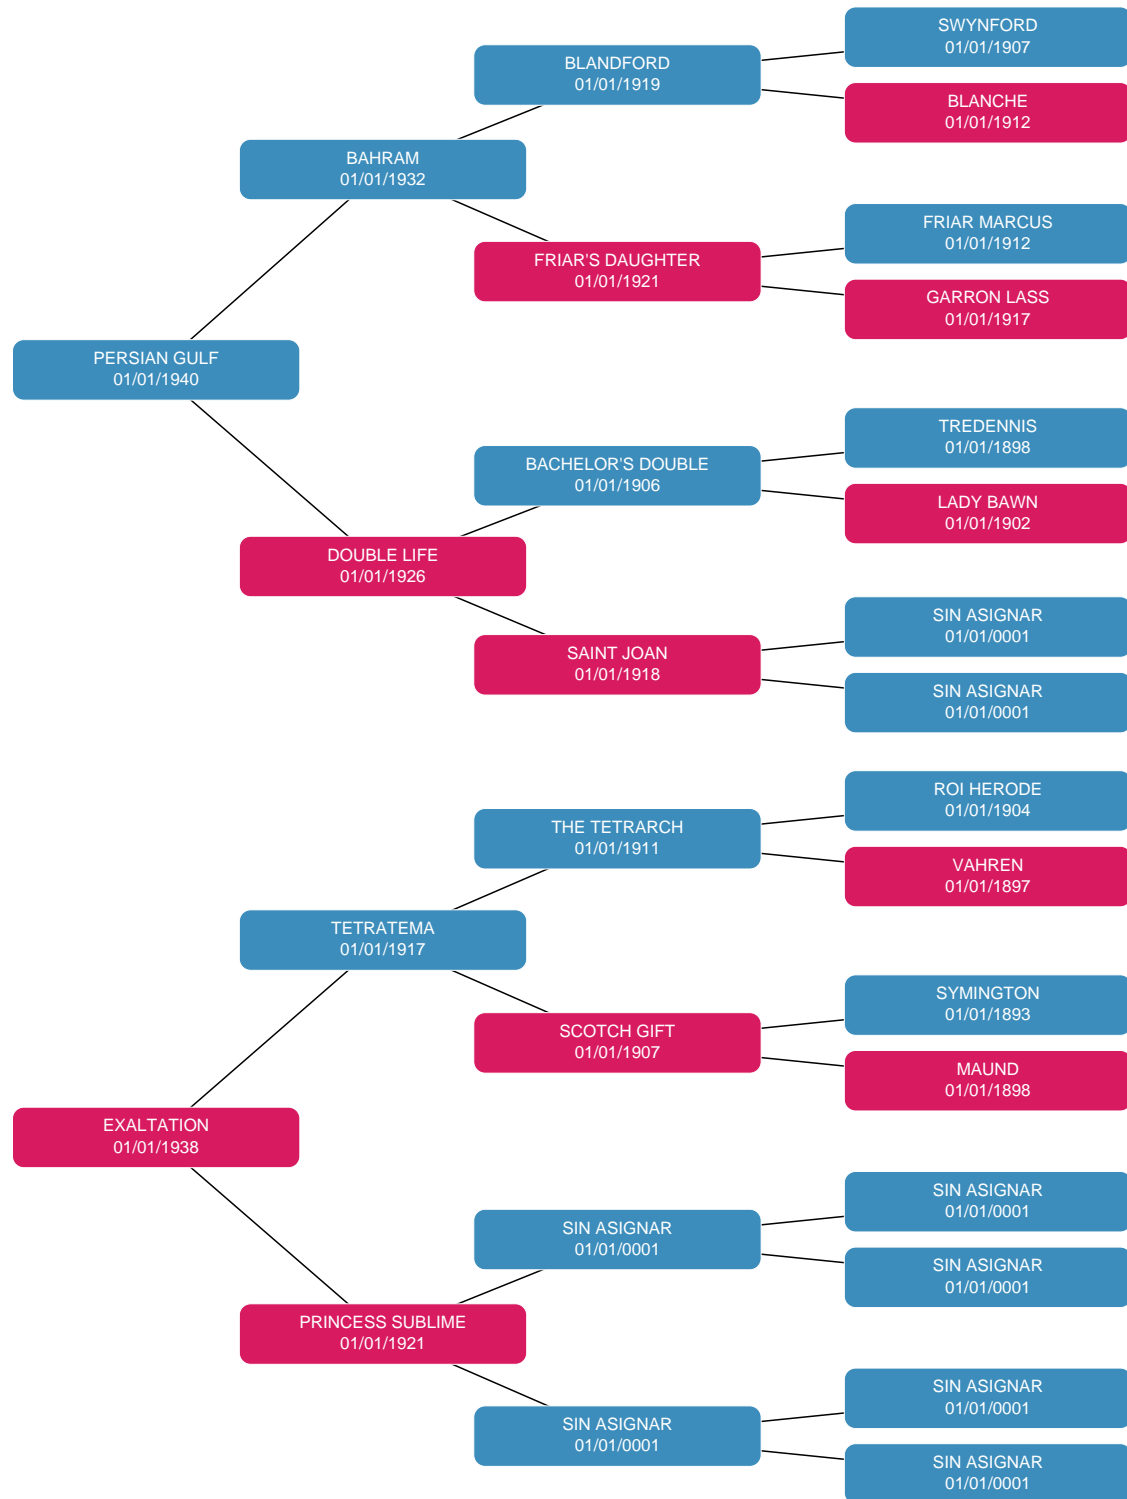 SWYNFORD
01/01/1907
BLANDFORD
01/01/1919
BLANCHE
01/01/1912
BAHRAM
01/01/1932
FRIAR MARCUS
01/01/1912
FRIAR'S DAUGHTER
01/01/1921
GARRON LASS
01/01/1917
PERSIAN GULF
01/01/1940
TREDENNIS
01/01/1898
BACHELOR'S DOUBLE
01/01/1906
LADY BAWN
01/01/1902
DOUBLE LIFE
01/01/1926
SIN ASIGNAR
01/01/0001
SAINT JOAN
01/01/1918
SIN ASIGNAR
01/01/0001
ROI HERODE
01/01/1904
THE TETRARCH
01/01/1911
VAHREN
01/01/1897
TETRATEMA
01/01/1917
SYMINGTON
01/01/1893
SCOTCH GIFT
01/01/1907
MAUND
01/01/1898
EXALTATION
01/01/1938
SIN ASIGNAR
01/01/0001
SIN ASIGNAR
01/01/0001
SIN ASIGNAR
01/01/0001
PRINCESS SUBLIME
01/01/1921
SIN ASIGNAR
01/01/0001
SIN ASIGNAR
01/01/0001
SIN ASIGNAR
01/01/0001